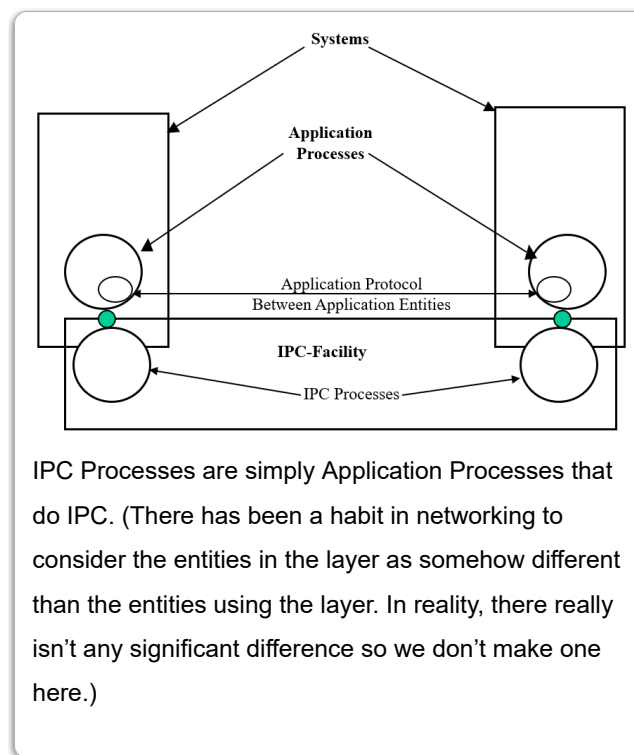 Systems
Application
Processes
Application Protocol
Between Application Entities
IPC-Facility
IPC Processes
IPC Processes are simply Application Processes that
do IPC. (There has been a habit in networking to
consider the entities in the layer as somehow different
than the entities using the layer. In reality, there really
isn’t any significant difference so we don’t make one
here.)